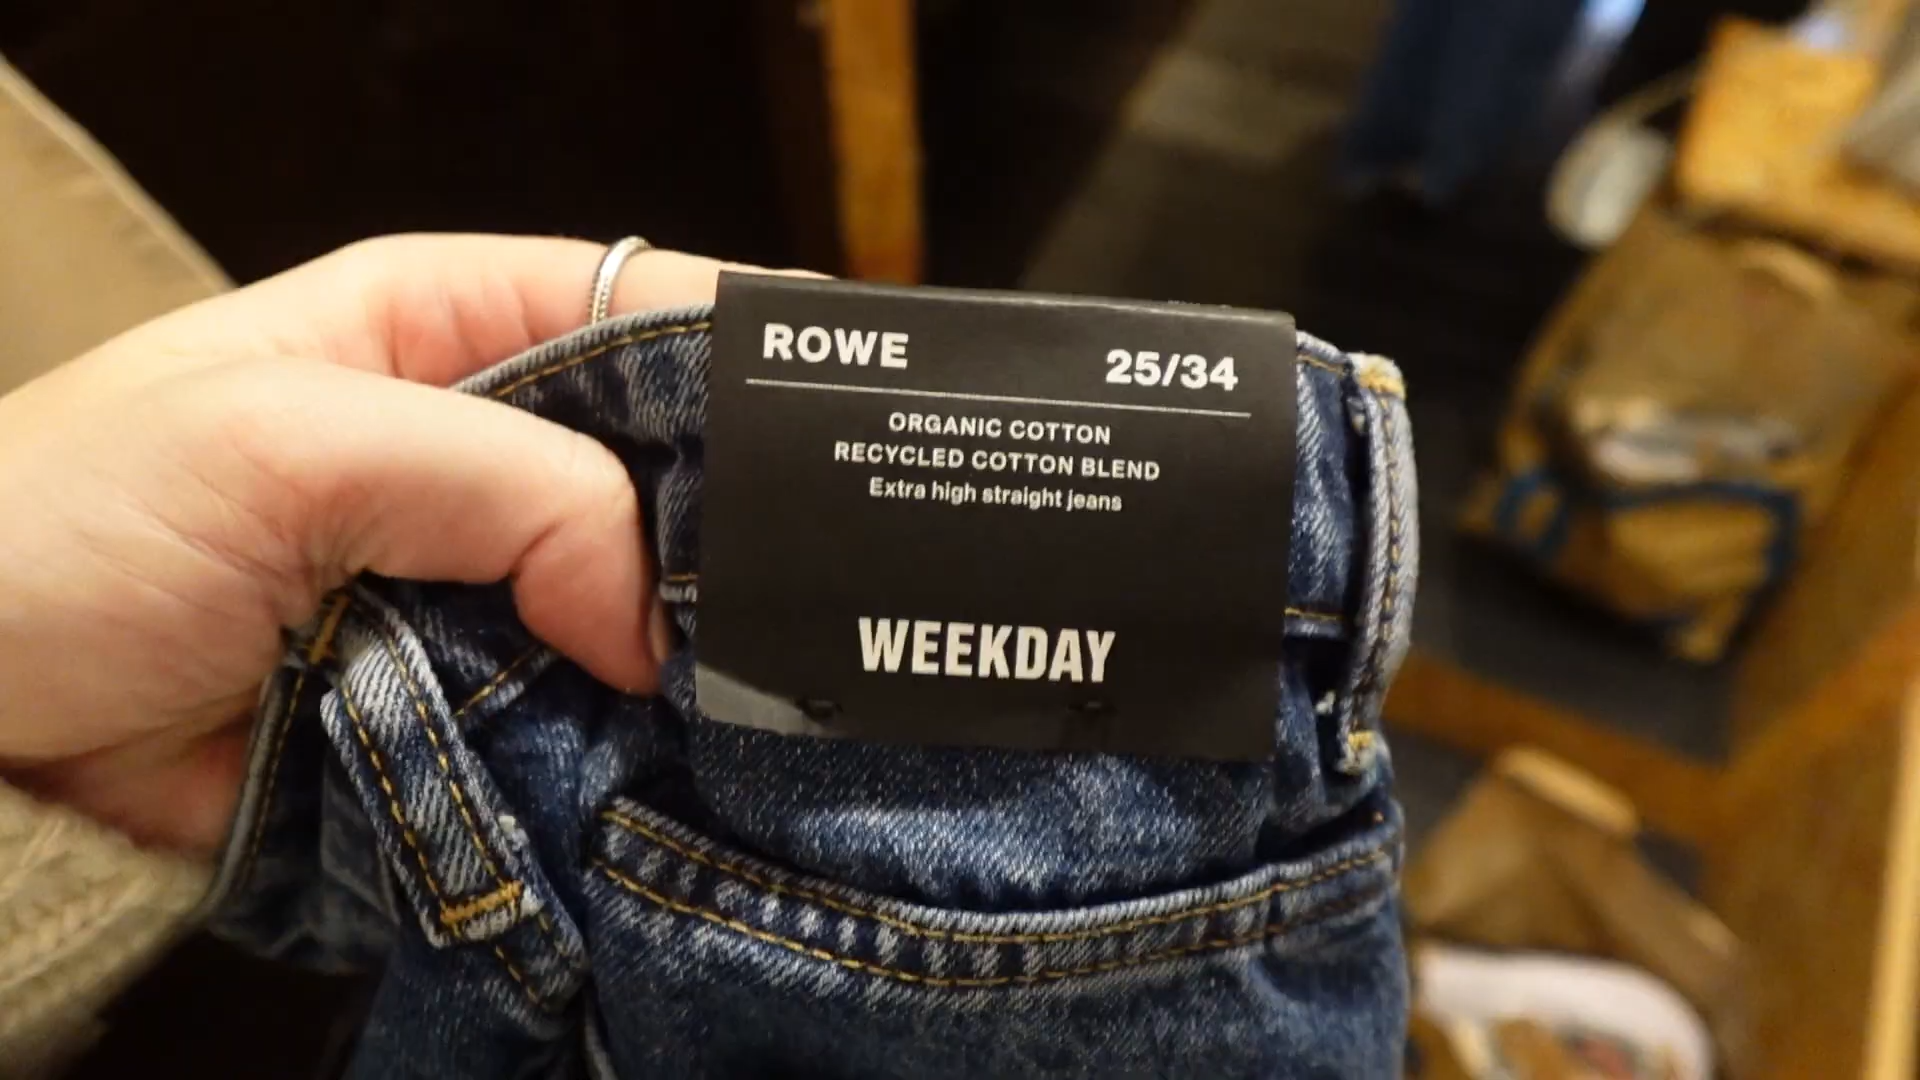 ROWE 25/34
ORGANIC COTTON
RECYCLED COTTON BLEND
Extra high straight jeans
WEEKDAY